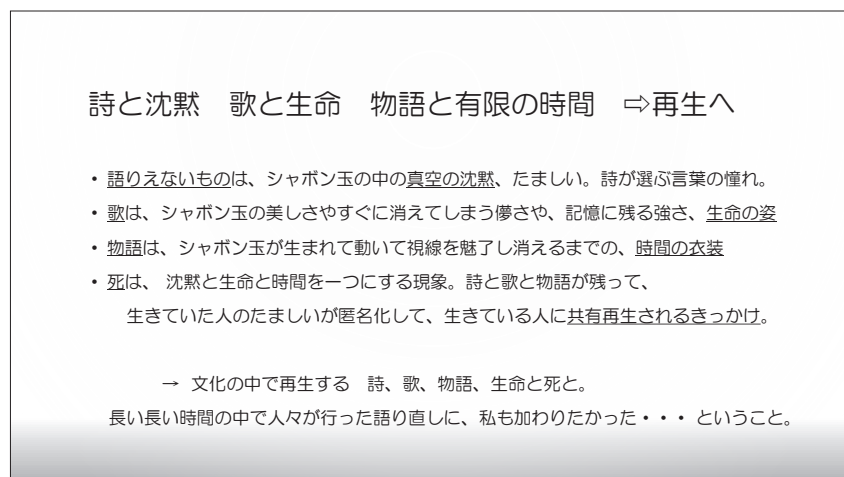 詩と沈黙　歌と生命　物語と有限の時間　⇨再生へ
• 語りえないものは、シャボン玉の中の真空の沈黙、たましい。詩が選ぶ言葉の憧れ。
• 歌は、シャボン玉の美しさやすぐに消えてしまう儚さや、記憶に残る強さ、生命の姿
• 物語は、シャボン玉が生まれて動いて視線を魅了し消えるまでの、時間の衣装
• 死は、 沈黙と生命と時間を一つにする現象。詩と歌と物語が残って、
生きていた人のたましいが匿名化して、生きている人に共有再生されるきっかけ。
→ 文化の中で再生する　詩、歌、物語、生命と死と。
長い長い時間の中で人々が行った語り直しに、私も加わりたかった・・・ ということ。